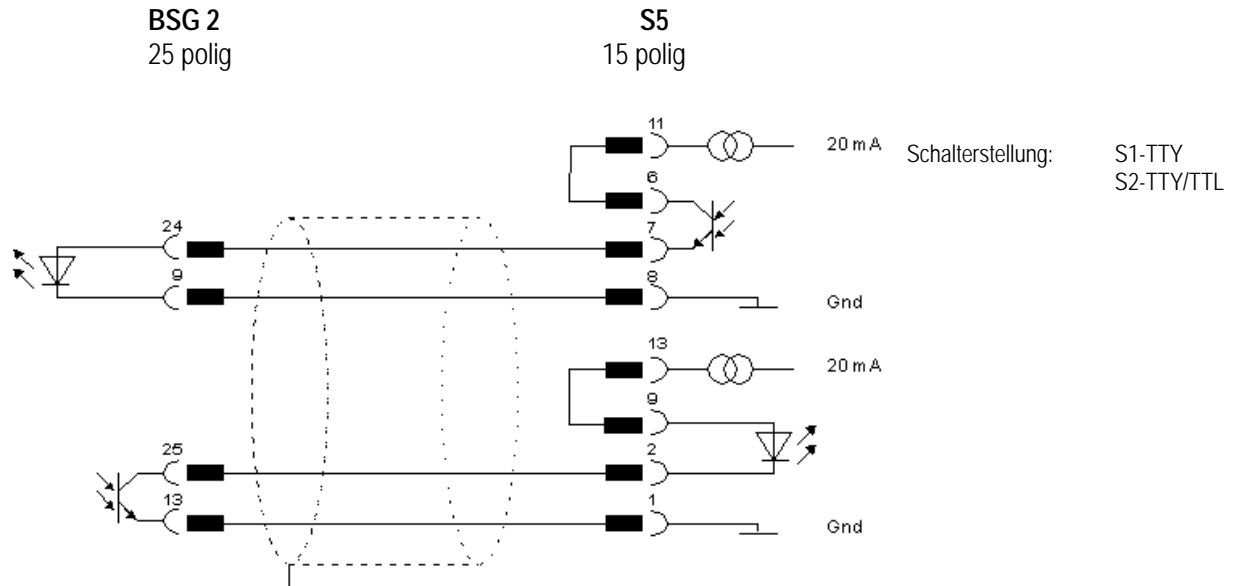 BSG 2
25 polig
S5
15 polig
11
20 mA
Schalterstellung: S1-TTY
S2-TTY/TTL
6
24
7
9
8
Gnd
13
20 mA
9
25
2
13
1
Gnd